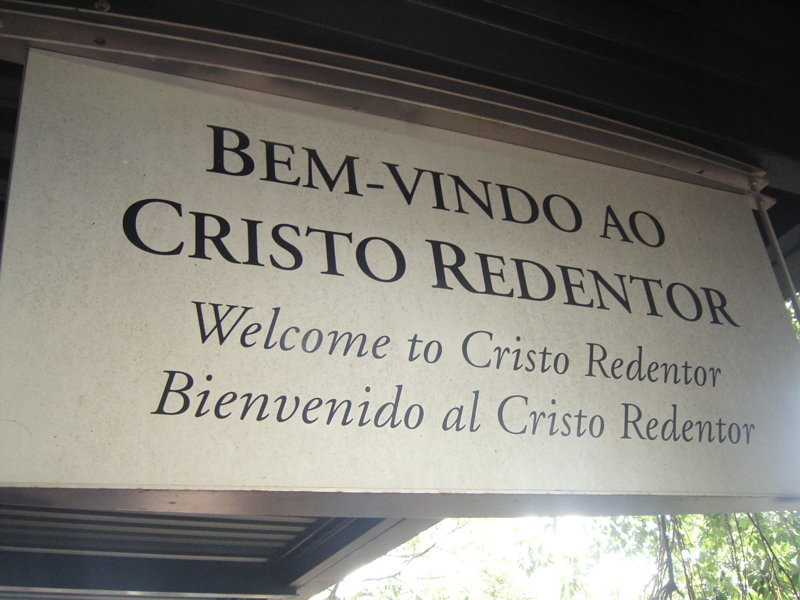 BEM-VINDO AO
CRISTO REDENTOR
Welcome to Cristo Redentor
Bienvenido al Cristo Redentor